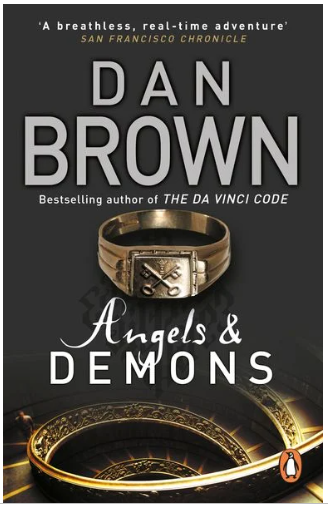 ‘A breathless, real-time adventure’
SAN FRANCISCO CHRONICLE
DAN
BROWN
Bestselling author of THE DA VINCI CODE
Angels &
DEMONS